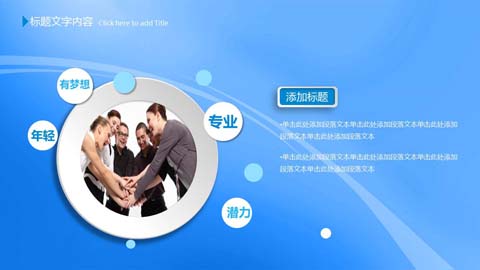 标题文字内容 Click here to add Title
有梦想
年轻
专业
潜力
添加标题
•单击此处添加段落文本单击此处添加段落文本单击此处添加
段落文本单击此处添加段落文本
•单击此处添加段落文本单击此处添加段落文本单击此处添加
段落文本单击此处添加段落文本